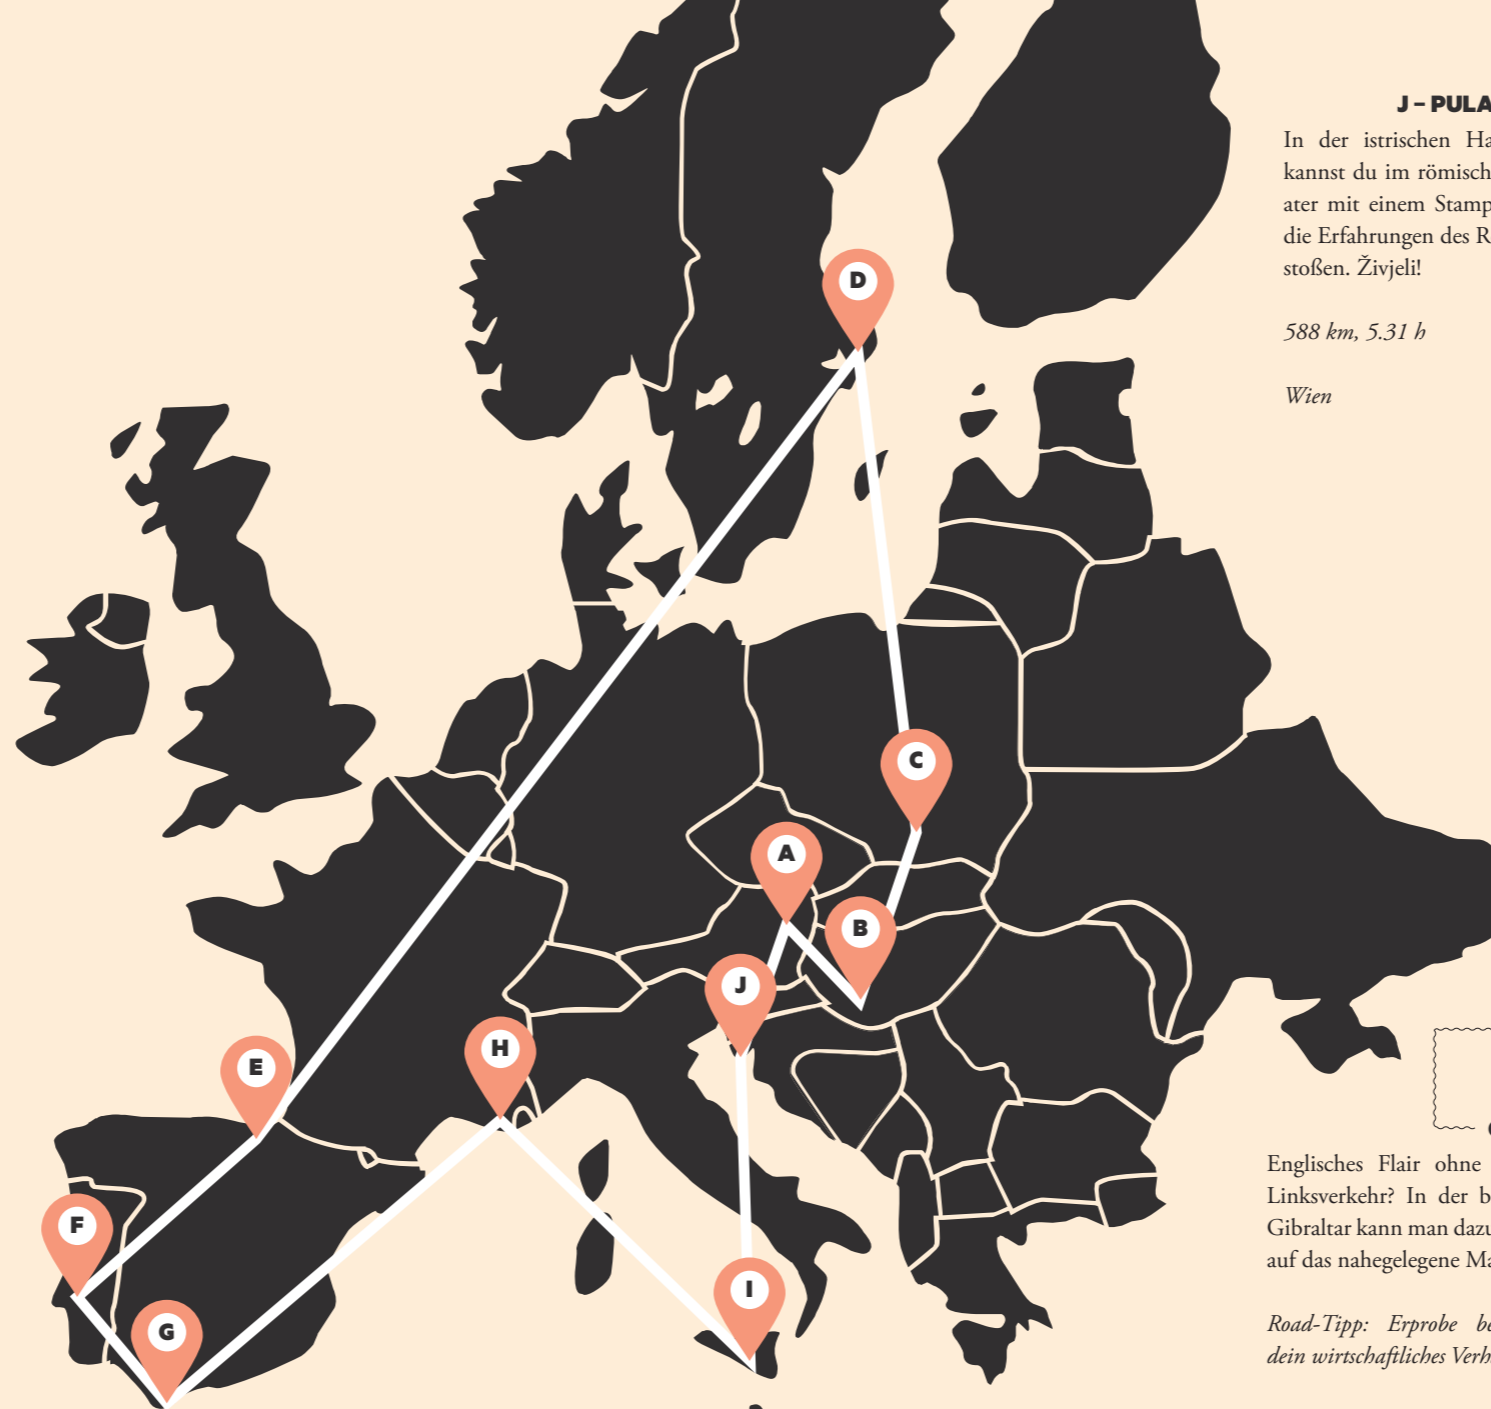 J – PULA
In der istrischen Ha
kannst du im römisch
ater mit einem Stamp
die Erfahrungen des R
stoßen. Živjeli!
588 km, 5.31 h
Wien
D
C
A
B
J
H
E
F
G
I
Englisches Flair ohne
Linksverkehr? In der b
Gibraltar kann man dazu
auf das nahegelegene Ma
Road-Tipp: Erprobe be
dein wirtschaftliches Verh